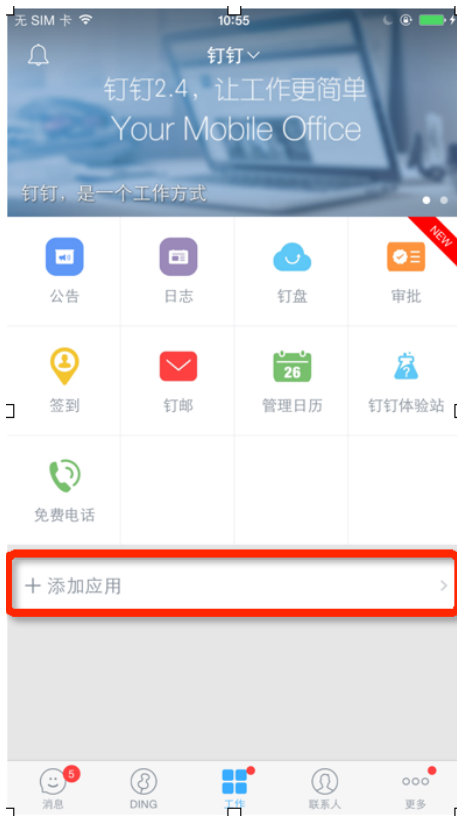 无 SIM 卡 10:55
钉钉
钉钉2.4，让工作更简单
Your Mobile Office
钉钉，是一个工作方式
NEW
公告 日志 钉盘 审批
26
签到 钉邮 管理日历 钉钉体验站
免费电话
+ 添加应用
5
消息 DING 工作 联系人 更多